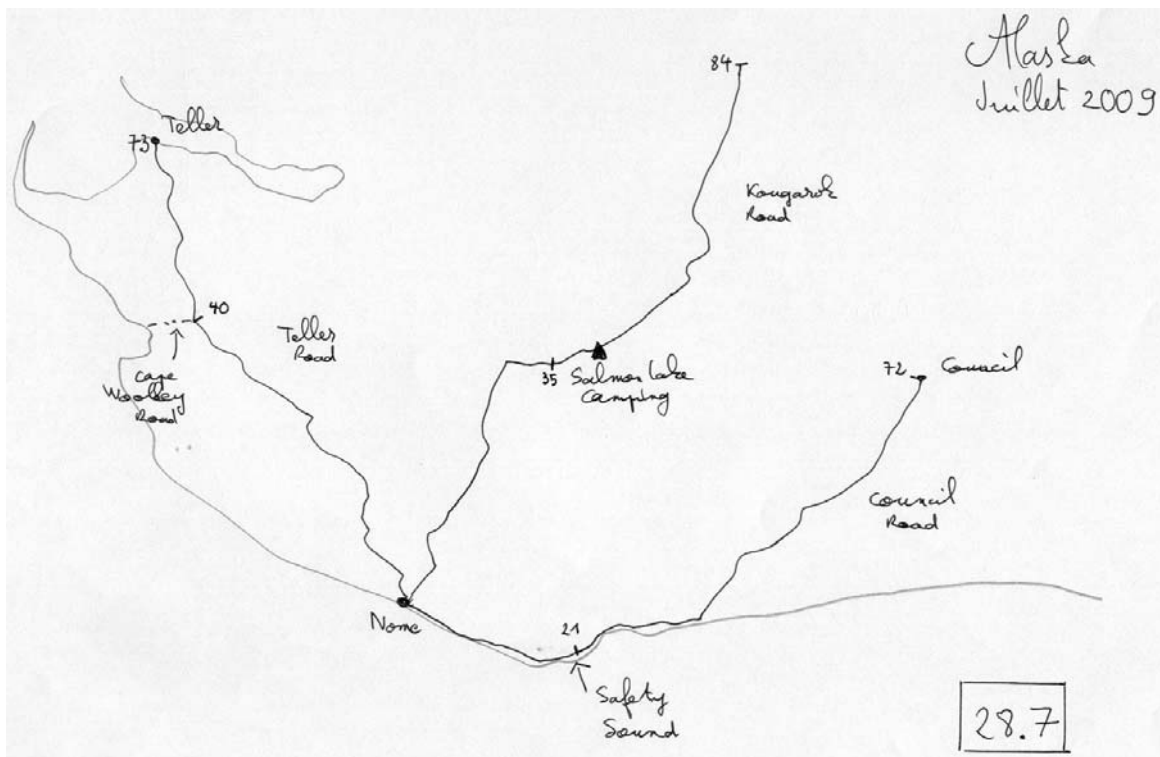 Alaska
Juillet 2009
84
Teller
73
Kougarok
Road
40
Teller
Road
Cape
Woolley
Road
35
Salmon Lake
Camping
72
Council
Council
Road
Nome
21
Safety
Sound
28.7